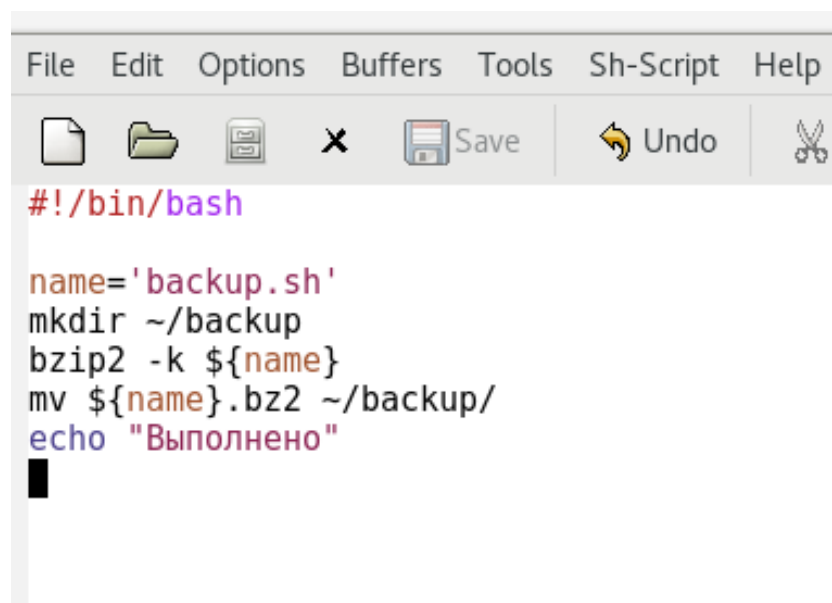 File Edit Options Buffers Tools Sh-Script Help
Save Undo
#!/bin/bash
name='backup.sh'
mkdir ~/backup
bzip2 -k ${name}
mv ${name}.bz2 ~/backup/
echo "Выполнено"